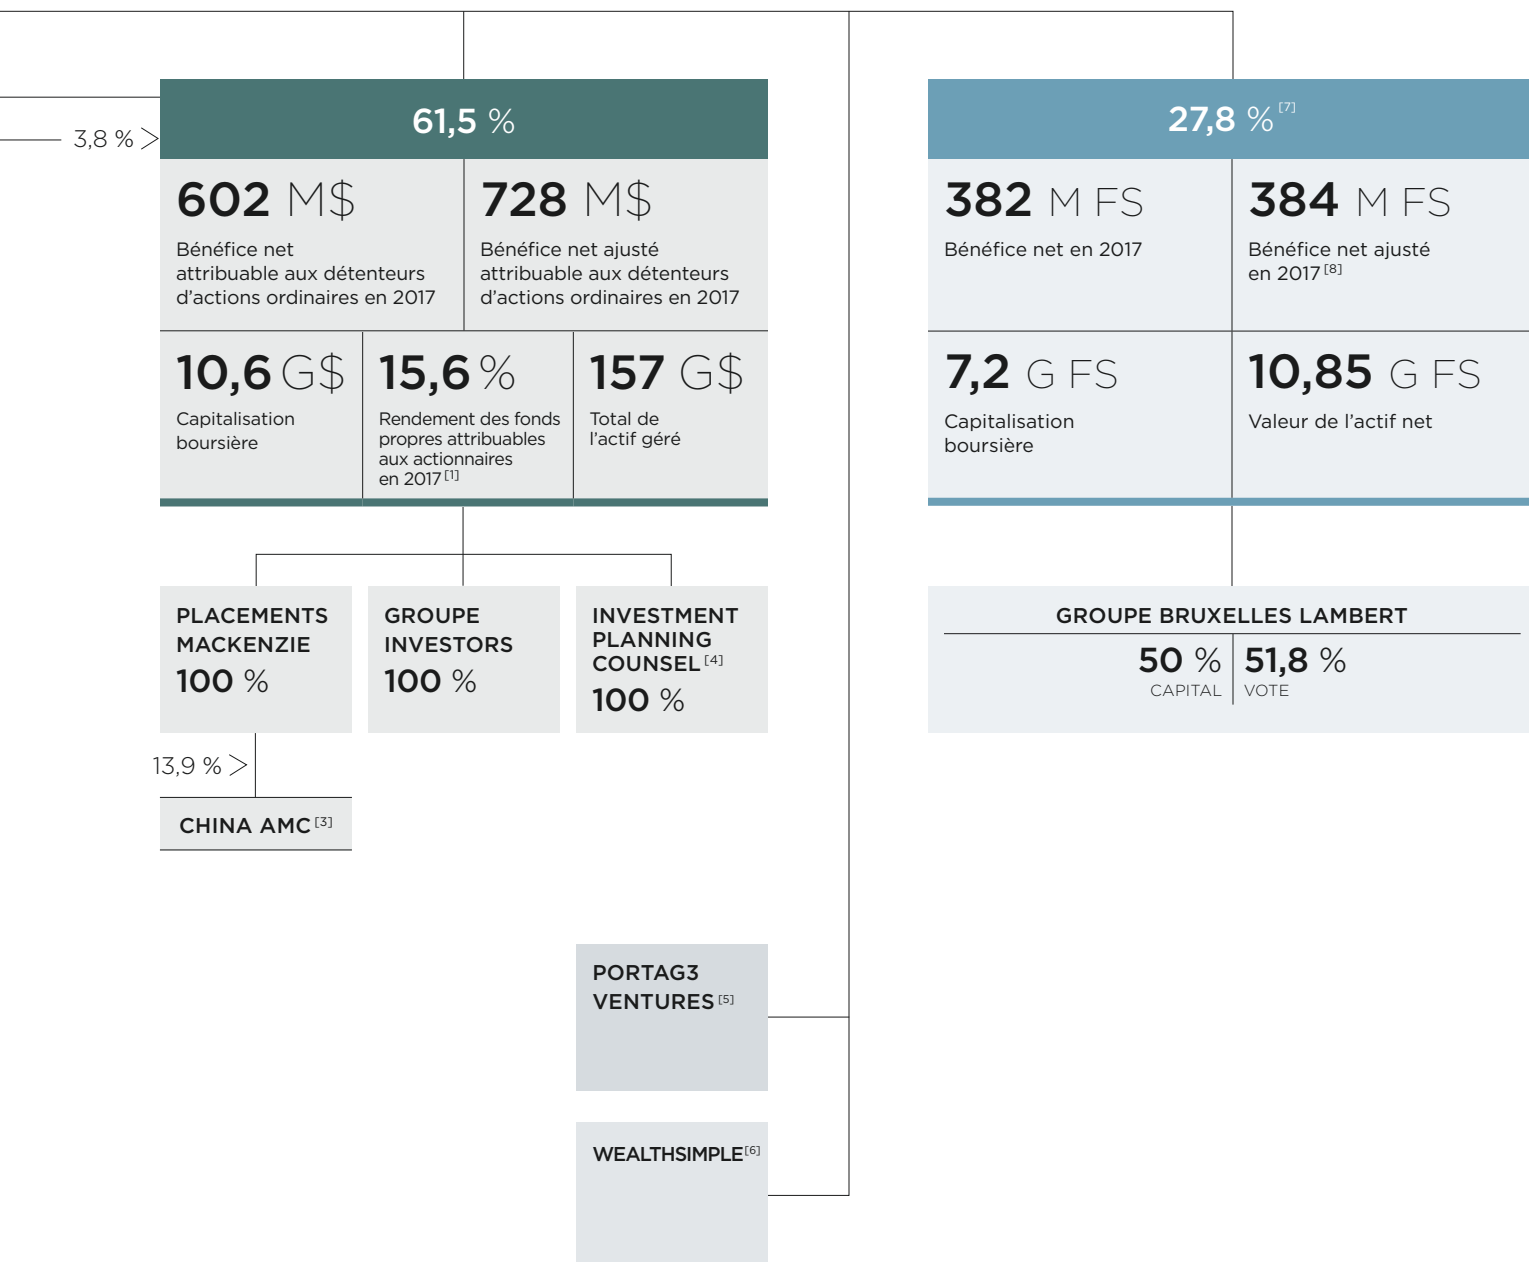 3,8 %
61,5 %
602 M$
Bénéfice net
attribuable aux détenteurs
d’actions ordinaires en 2017
728 M$
Bénéfice net ajusté
attribuable aux détenteurs
d’actions ordinaires en 2017
10,6 G$
Capitalisation
boursière
15,6 %
Rendement des fonds
propres attribuables
aux actionnaires
en 2017 [1]
157 G$
Total de
l’actif géré
PLACEMENTS
MACKENZIE
100 %
GROUPE
INVESTORS
100 %
INVESTMENT
PLANNING
COUNSEL [4]
100 %
13,9 %
CHINA AMC [3]
PORTAG3
VENTURES [5]
WEALTHSIMPLE [6]
27,8 % [7]
382 M FS
Bénéfice net en 2017
384 M FS
Bénéfice net ajusté
en 2017 [8]
7,2 G FS
Capitalisation
boursière
10,85 G FS
Valeur de l’actif net
GROUPE BRUXELLES LAMBERT
50 %
CAPITAL
51,8 %
VOTE